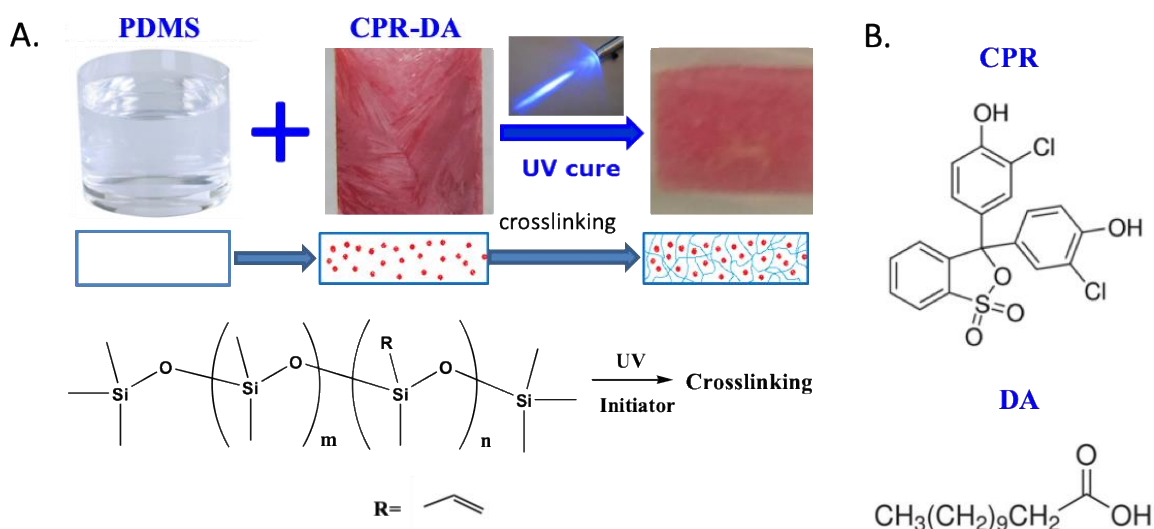 A.
PDMS
CPR-DA
UV cure
crosslinking
R
O
O
O
Si
Si
Si
Si
m
n
UV
Initiator
Crosslinking
R=
B.
CPR
OH
Cl
OH
Cl
O
S
O
O
DA
O
CH₃(CH₂)₉CH₂
OH